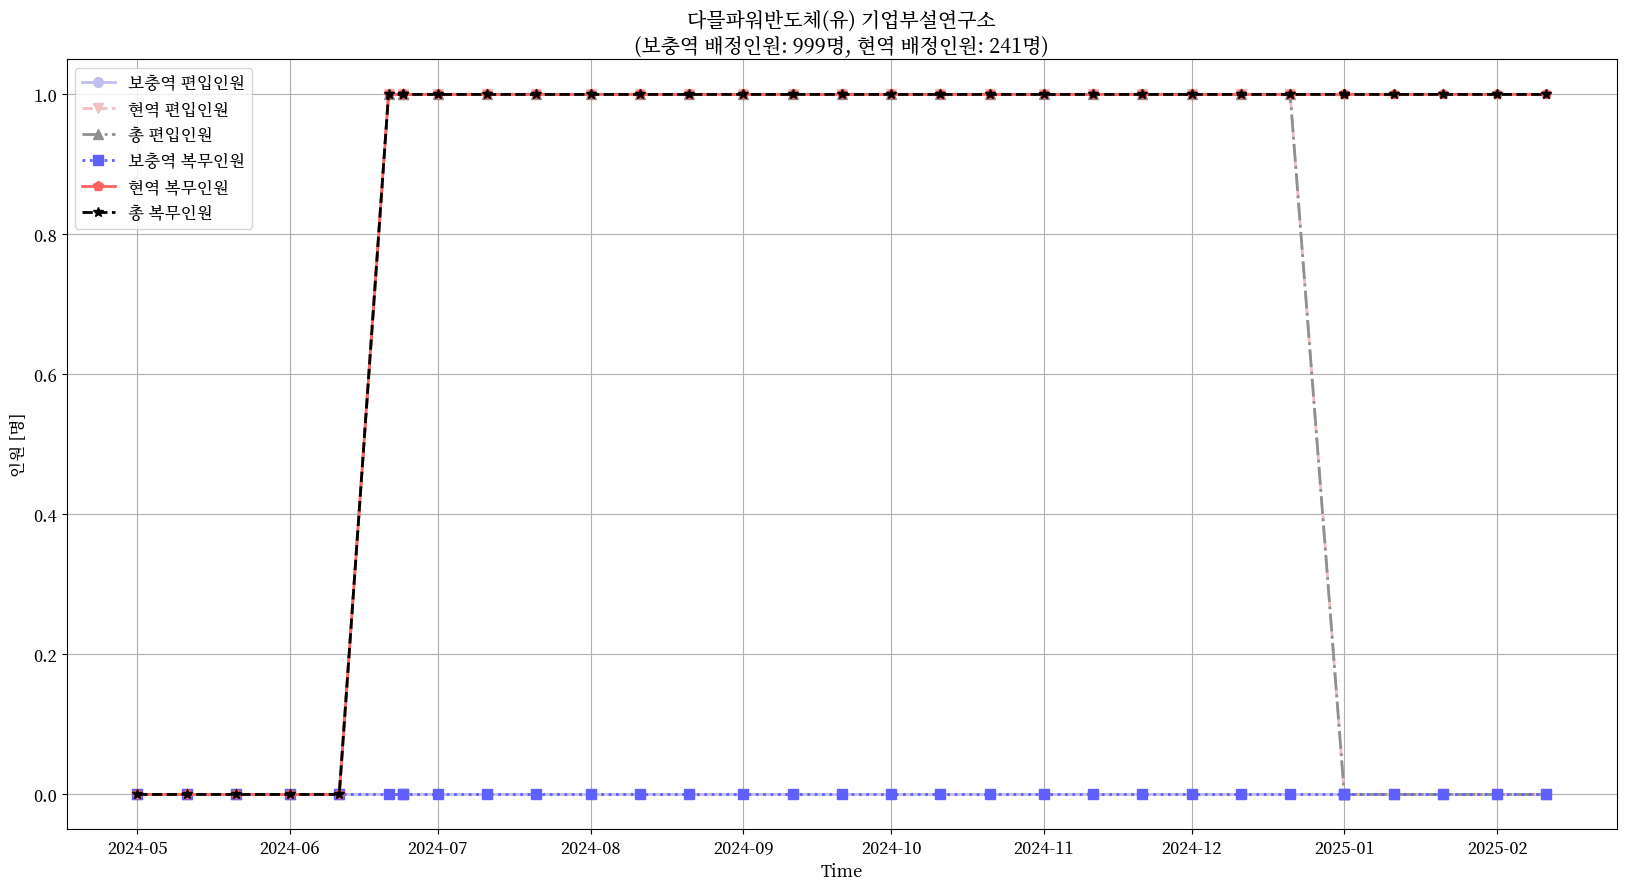 다믈파워반도체(유) 기업부설연구소
(보충역 배정인원: 999명, 현역 배정인원: 241명)
보충역 편입인원
현역 편입인원
총 편입인원
보충역 복무인원
현역 복무인원
총 복무인원
1.0
0.8
0.6
0.4
0.2
0.0
인원 [명]
2024-05 2024-06 2024-07 2024-08 2024-09 2024-10 2024-11 2024-12 2025-01 2025-02
Time